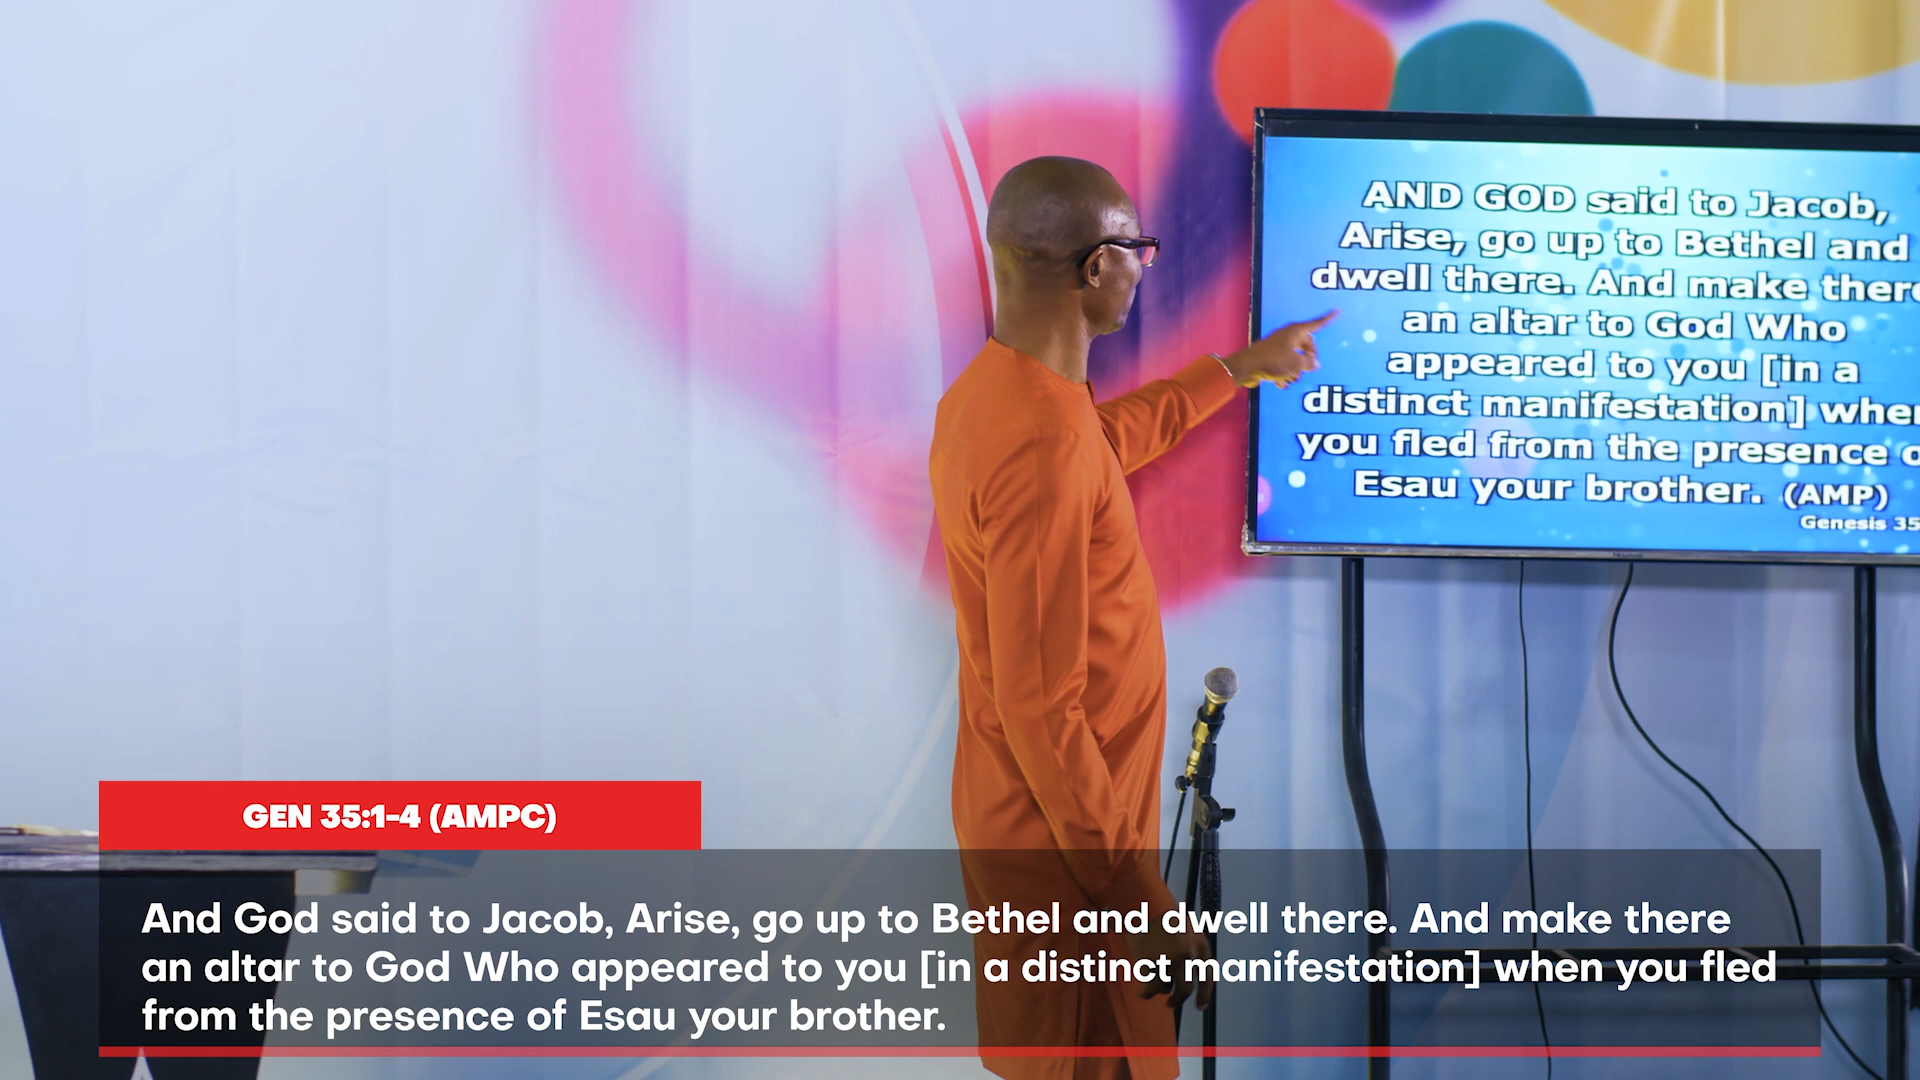 AND GOD said to Jacob,
Arise, go up to Bethel and
dwell there. And make there
an altar to God Who
appeared to you [in a
distinct manifestation] when
you fled from the presence
Esau your brother. (AMP)
Genesis 35
GEN 35:1-4 (AMPC)
And God said to Jacob, Arise, go up to Bethel and dwell there. And make there
an altar to God Who appeared to you [in a distinct manifestation] when you fled
from the presence of Esau your brother.